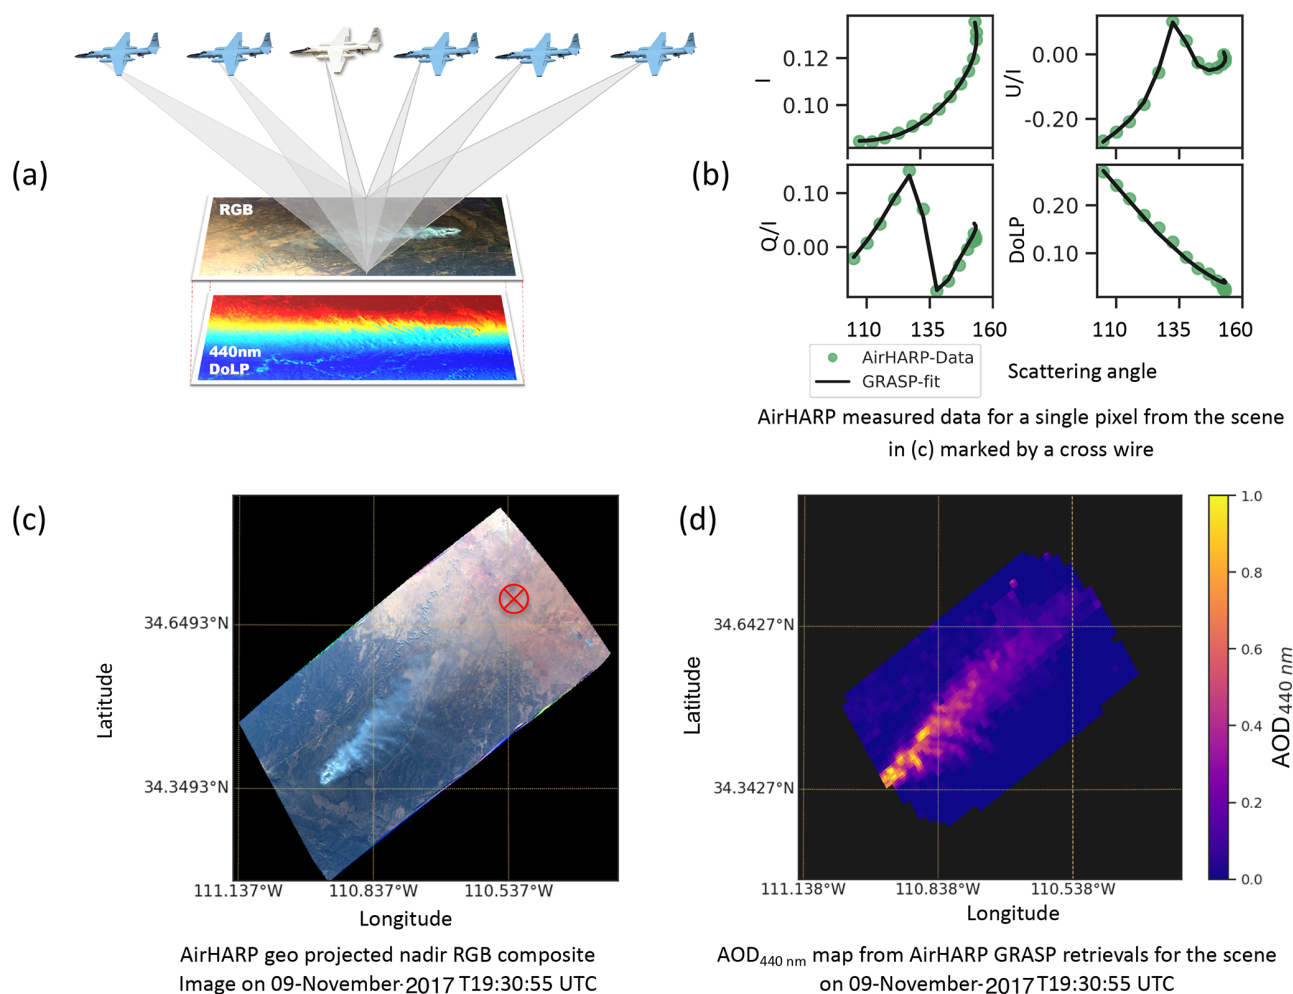 (a)
RGB
440nm
DoLP
(b)
I
0.12
0.10
U/I
0.00
-0.20
Q/I
0.10
0.00
110 135 160
DoLP
0.20
0.10
110 135 160
AirHARP-Data
GRASP-fit
Scattering angle
AirHARP measured data for a single pixel from the scene
in (c) marked by a cross wire
(c)
Latitude
34.6493°N
34.3493°N
111.137°W 110.837°W 110.537°W
Longitude
AirHARP geo projected nadir RGB composite
Image on 09-November-2017 T19:30:55 UTC
(d)
Latitude
34.6427°N
34.3427°N
111.138°W 110.838°W 110.538°W
Longitude
1.0
0.8
0.6
0.4
0.2
0.0
AOD440 nm
AOD440 nm map from AirHARP GRASP retrievals for the scene
on 09-November-2017 T19:30:55 UTC